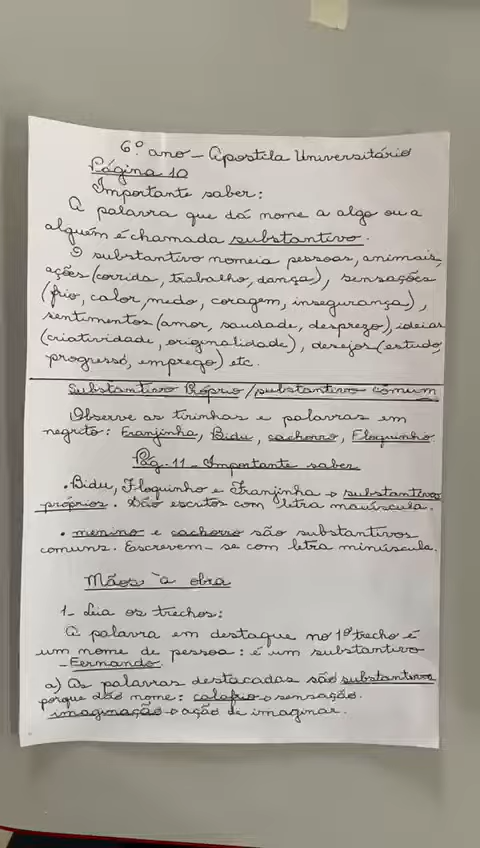 6º ano - Apostila Universitário
Página 10
Importante saber:
A palavra que dá nome a algo ou a
alguém é chamada substantivo.
O substantivo nomeia pessoas, animais,
ações (corrida, trabalho, dança), sensações
(frio, calor, medo, coragem, insegurança),
sentimentos (amor, saudade, desprezo), ideias
(criatividade, originalidade), desejos (estudo,
progresso, emprego) etc.
Substantivo Próprio/substantivo comum
Observe as tirinhas e palavras em
negrito: Franjinha, Bidu, cachorro, Floquinho
Pág. 11 - Importante saber
• Bidu, Floquinho e Franjinha → substantivos
próprios. São escritos com letra maiúscula.
• menino e cachorro são substantivos
comuns. Escrevem-se com letra minúscula.
Mãos à obra
1- Leia os trechos:
A palavra em destaque no 1º trecho é
um nome de pessoa: é um substantivo
- Fernando.
a) As palavras destacadas são substantivos
porque dão nome: calafrio → sensação.
imaginação → ação de imaginar.